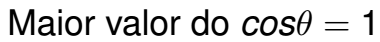 Maior valor do cosθ = 1